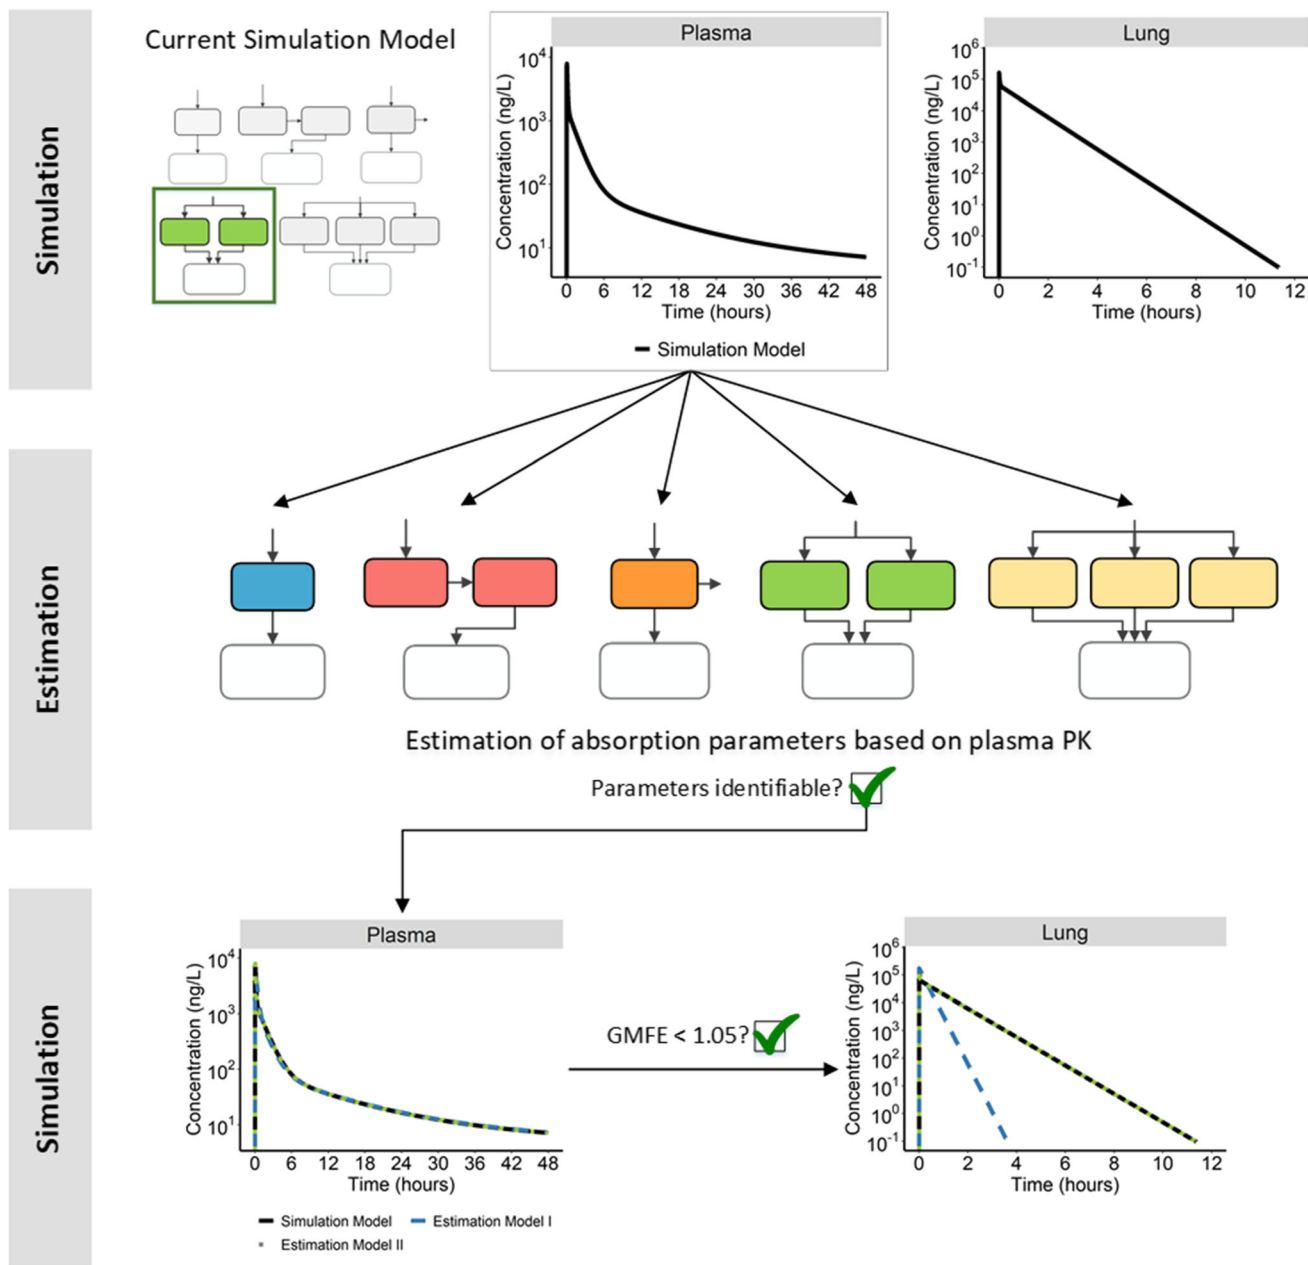 Simulation
Current Simulation Model
Plasma
Concentration (ng/L)
10^4
10^3
10^2
10^1
0 6 12 18 24 30 36 42 48
Time (hours)
Simulation Model
Lung
Concentration (ng/L)
10^6
10^5
10^4
10^3
10^2
10^1
10^0
10^-1
0 2 4 6 8 10 12
Time (hours)
Estimation
Estimation of absorption parameters based on plasma PK
Parameters identifiable?
Simulation
Plasma
Concentration (ng/L)
10^4
10^3
10^2
10^1
0 6 12 18 24 30 36 42 48
Time (hours)
Simulation Model Estimation Model I
Estimation Model II
GMFE < 1.05?
Lung
Concentration (ng/L)
10^6
10^5
10^4
10^3
10^2
10^1
10^0
10^-1
0 2 4 6 8 10 12
Time (hours)